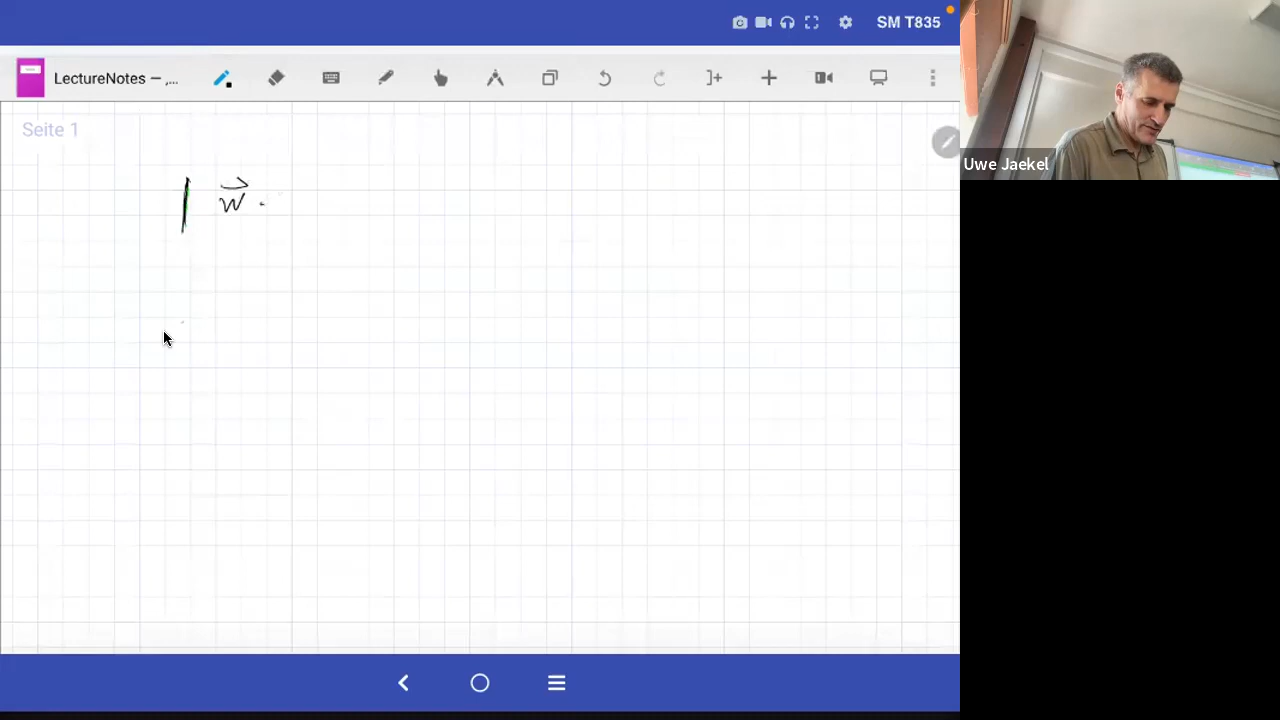 SM T835
LectureNotes – ,...
Seite 1
| w⃗ ·
Uwe Jaekel